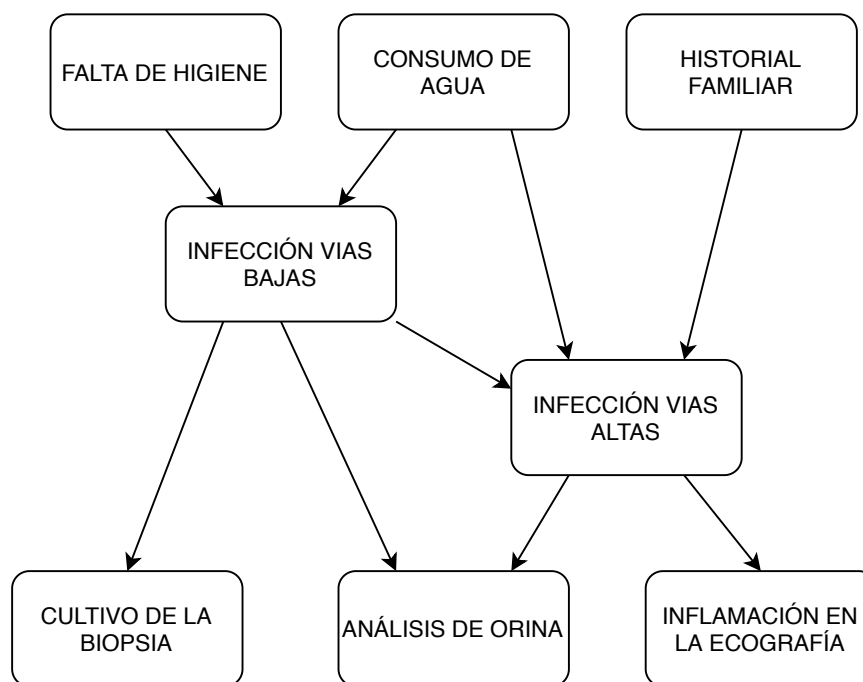 FALTA DE HIGIENE
CONSUMO DE
AGUA
HISTORIAL
FAMILIAR
INFECCIÓN VIAS
BAJAS
INFECCIÓN VIAS
ALTAS
CULTIVO DE LA
BIOPSIA
ANÁLISIS DE ORINA
INFLAMACIÓN EN
LA ECOGRAFÍA